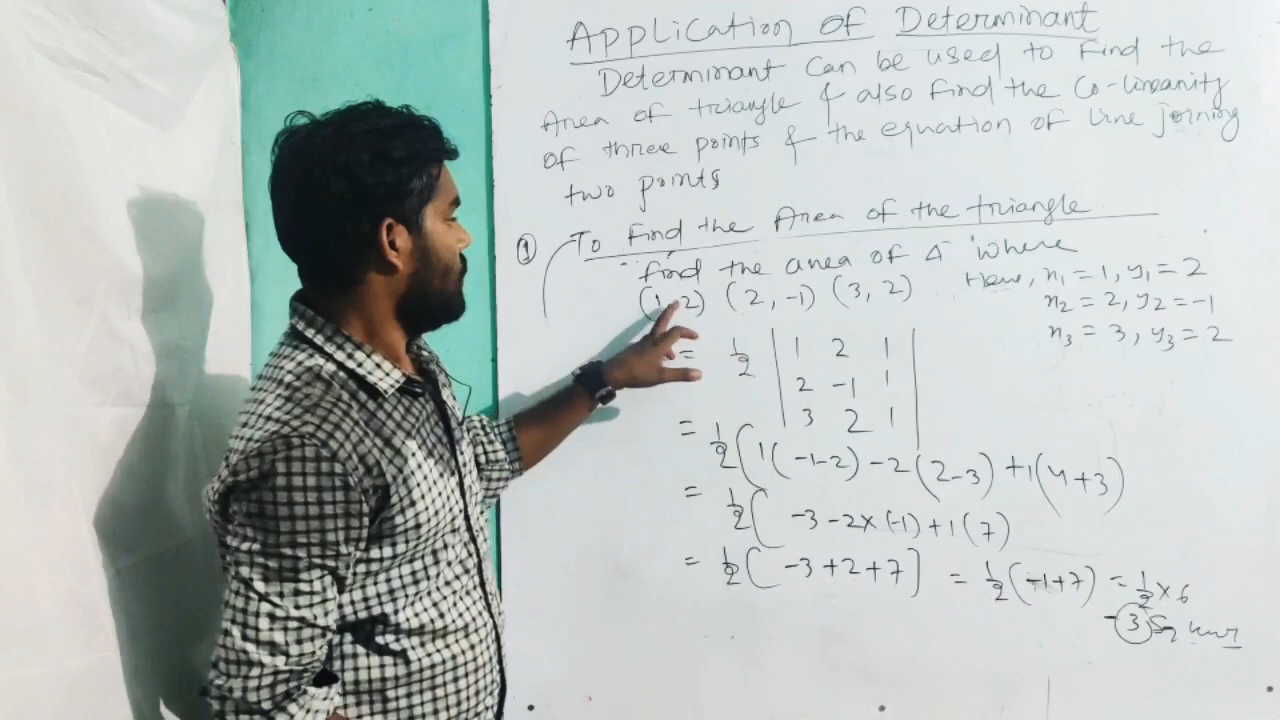 Application of Determinant
Determinant can be used to find the
Area of triangle & also find the Co-linearity
of three points & the equation of line joining
two points
① To find the Area of the triangle
find the area of Δ where
(1, 2) (2, -1) (3, 2)
Here, x₁ = 1, y₁ = 2
x₂ = 2, y₂ = -1
x₃ = 3, y₃ = 2
= 1/2 | 1 2 1
2 -1 1
3 2 1 |
= 1/2 ( 1(-1-2) -2(2-3) +1(4+3)
= 1/2 ( -3-2×(-1)+1(7)
= 1/2 ( -3+2+7] = 1/2 (-1+7) = 1/2 × 6
= 3 Sq unit